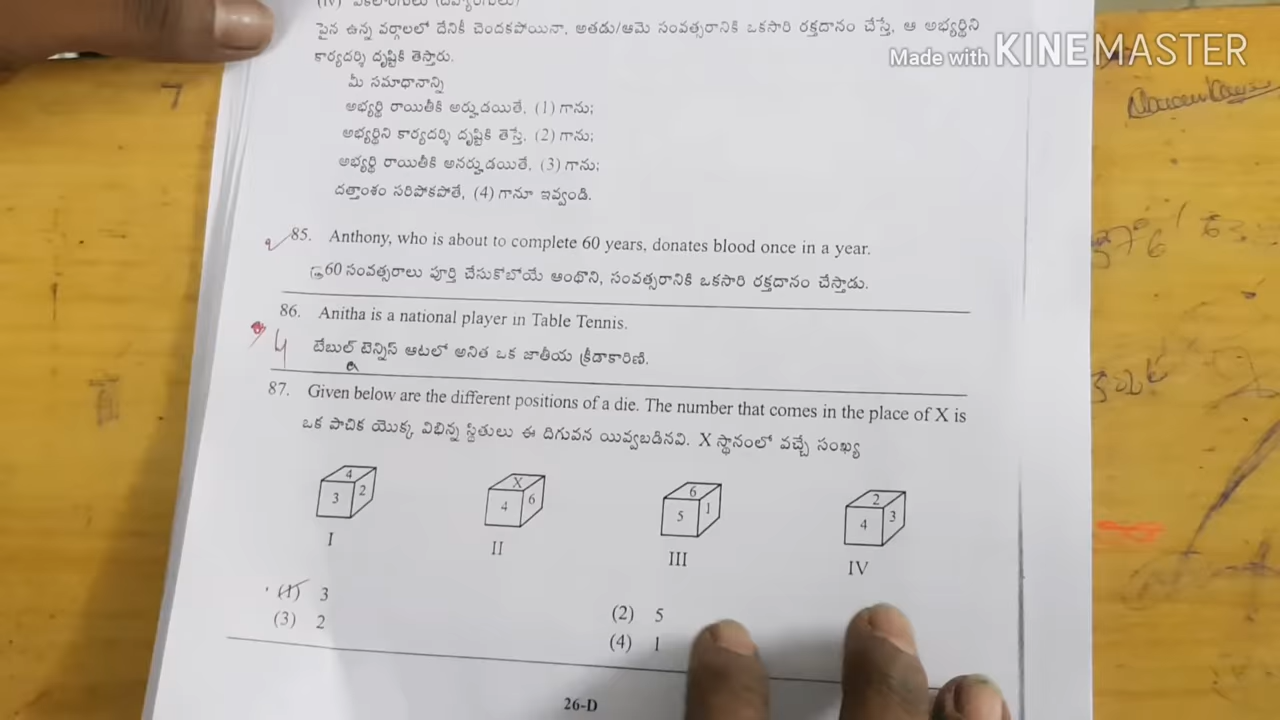 పైన ఉన్న వర్గాలలో దేనికీ చెందకపోయినా, అతడు/ఆమె సంవత్సరానికి ఒకసారి రక్తదానం చేస్తే, ఆ అభ్యర్థిని
Made with KINEMASTER
కార్యదర్శి దృష్టికి తెస్తారు.
మీ సమాధానాన్ని
అభ్యర్థి రాయితీకి అర్హుడయితే, (1) గాను;
అభ్యర్థిని కార్యదర్శి దృష్టికి తెస్తే, (2) గాను;
అభ్యర్థి రాయితీకి అనర్హుడయితే, (3) గాను;
దత్తాంశం సరిపోకపోతే, (4) గానూ ఇవ్వండి.
85. Anthony, who is about to complete 60 years, donates blood once in a year.
60 సంవత్సరాలు పూర్తి చేసుకోబోయే ఆంథొని, సంవత్సరానికి ఒకసారి రక్తదానం చేస్తాడు.
86. Anitha is a national player in Table Tennis.
4 టేబుల్ టెన్నిస్ ఆటలో అనిత ఒక జాతీయ క్రీడాకారిణి.
87. Given below are the different positions of a die. The number that comes in the place of X is
ఒక పాచిక యొక్క విభిన్న స్థితులు ఈ దిగువన యివ్వబడినవి. X స్థానంలో వచ్చే సంఖ్య
4 3 2
X 4 6
6 5 1
2 4 3
I II III IV
(1) 3
(2) 5
(3) 2
(4) 1
26-D